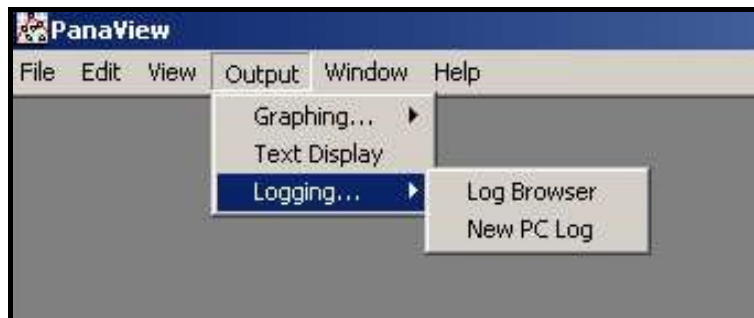 PanaView
File Edit View Output Window Help
Graphing...
Text Display
Logging...
Log Browser
New PC Log